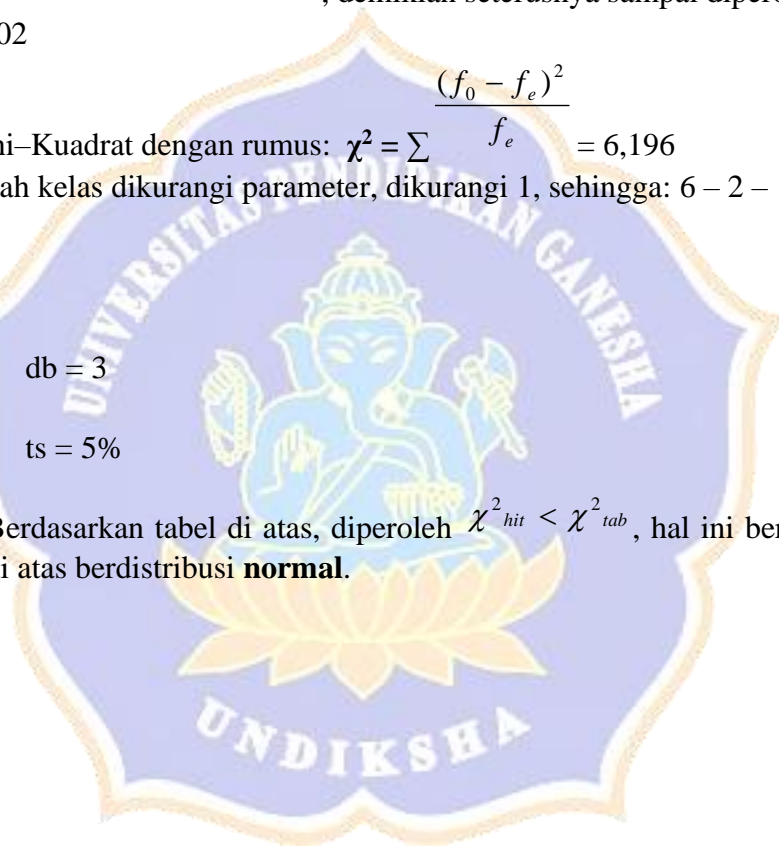 , demikian seterusnya sampai
02
ni–Kuadrat dengan rumus: χ² = ∑ (f₀ − fₑ)² / fₑ = 6,196
ah kelas dikurangi parameter, dikurangi 1, sehingga: 6 – 2 –
db = 3
ts = 5%
Berdasarkan tabel di atas, diperoleh χ²hit < χ²tab, hal ini ber
i atas berdistribusi normal.
UNIVERSITAS PENDIDIKAN GANESHA
UNDIKSHA